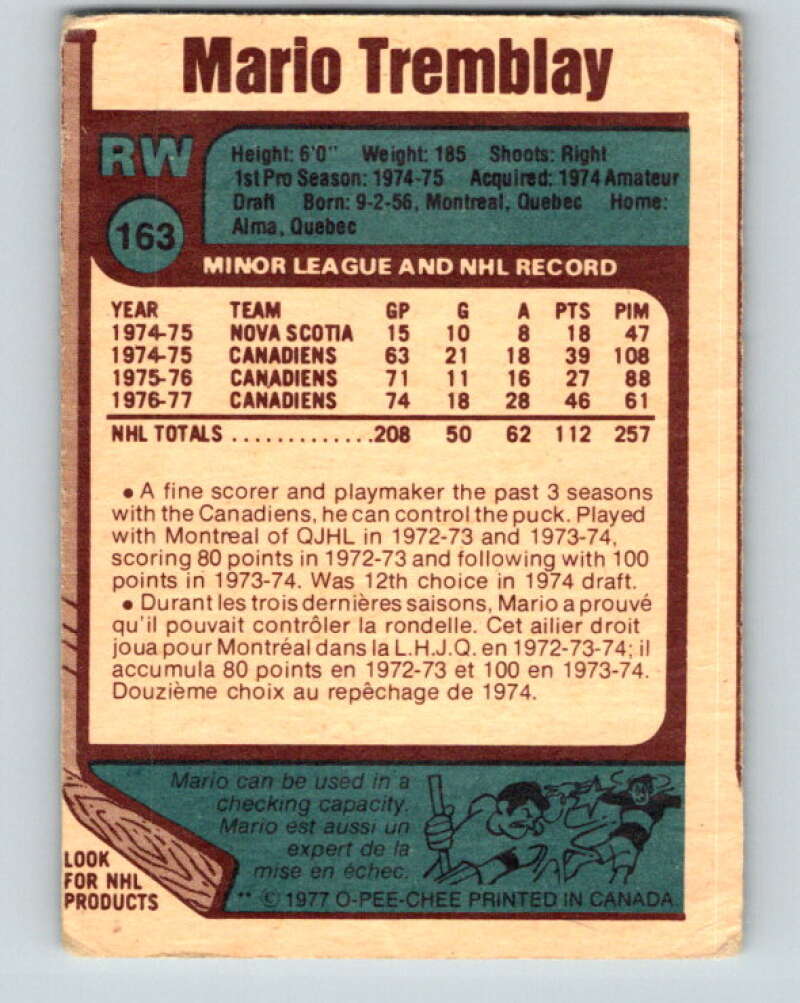 Mario Tremblay
RW
163
Height: 6'0" Weight: 185 Shoots: Right
1st Pro Season: 1974-75 Acquired: 1974 Amateur
Draft Born: 9-2-56, Montreal, Quebec Home:
Alma, Quebec
MINOR LEAGUE AND NHL RECORD
YEAR TEAM GP G A PTS PIM
1974-75 NOVA SCOTIA 15 10 8 18 47
1974-75 CANADIENS 63 21 18 39 108
1975-76 CANADIENS 71 11 16 27 88
1976-77 CANADIENS 74 18 28 46 61
NHL TOTALS .............208 50 62 112 257
• A fine scorer and playmaker the past 3 seasons
with the Canadiens, he can control the puck. Played
with Montreal of QJHL in 1972-73 and 1973-74,
scoring 80 points in 1972-73 and following with 100
points in 1973-74. Was 12th choice in 1974 draft.
• Durant les trois dernières saisons, Mario a prouvé
qu'il pouvait contrôler la rondelle. Cet ailier droit
joua pour Montréal dans la L.H.J.Q. en 1972-73-74; il
accumula 80 points en 1972-73 et 100 en 1973-74.
Douzième choix au repêchage de 1974.
Mario can be used in a
checking capacity.
Mario est aussi un
expert de la
mise en échec.
LOOK
FOR NHL
PRODUCTS
** © 1977 O-PEE-CHEE PRINTED IN CANADA